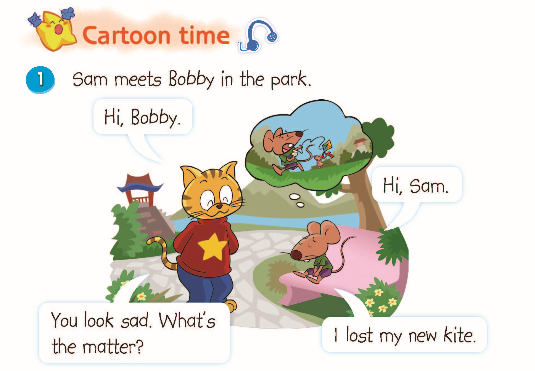 Cartoon time
1 Sam meets Bobby in the park.
Hi, Bobby.
Hi, Sam.
You look sad. What's
the matter?
I lost my new kite.